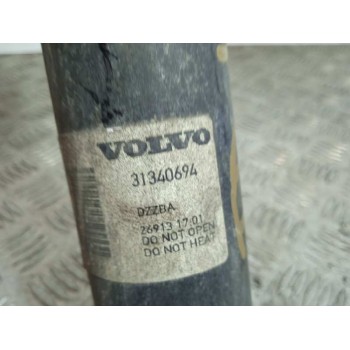 VOLVO
31340694
DZZBA
26913 17:01
DO NOT OPEN
DO NOT HEAT